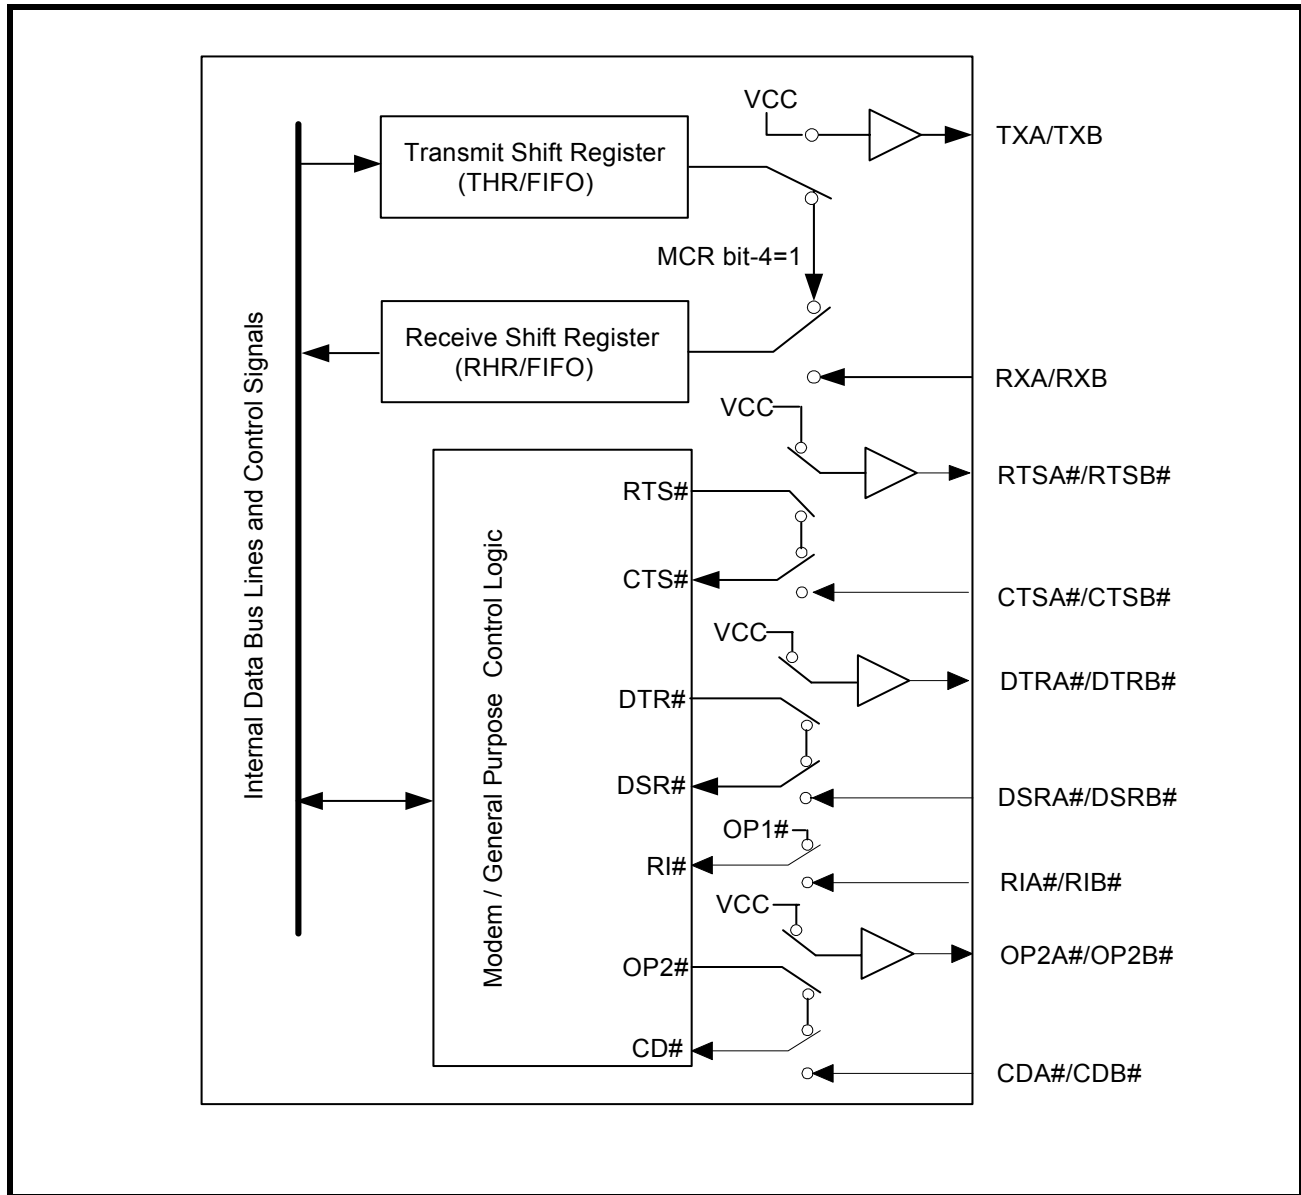 VCC
TXA/TXB
Transmit Shift Register
(THR/FIFO)
MCR bit-4=1
Receive Shift Register
(RHR/FIFO)
RXA/RXB
Internal Data Bus Lines and Control Signals
VCC
RTSA#/RTSB#
Modem / General Purpose Control Logic
RTS#
CTS#
CTSA#/CTSB#
VCC
DTRA#/DTRB#
DTR#
DSR#
DSRA#/DSRB#
OP1#
RI#
RIA#/RIB#
VCC
OP2A#/OP2B#
OP2#
CD#
CDA#/CDB#